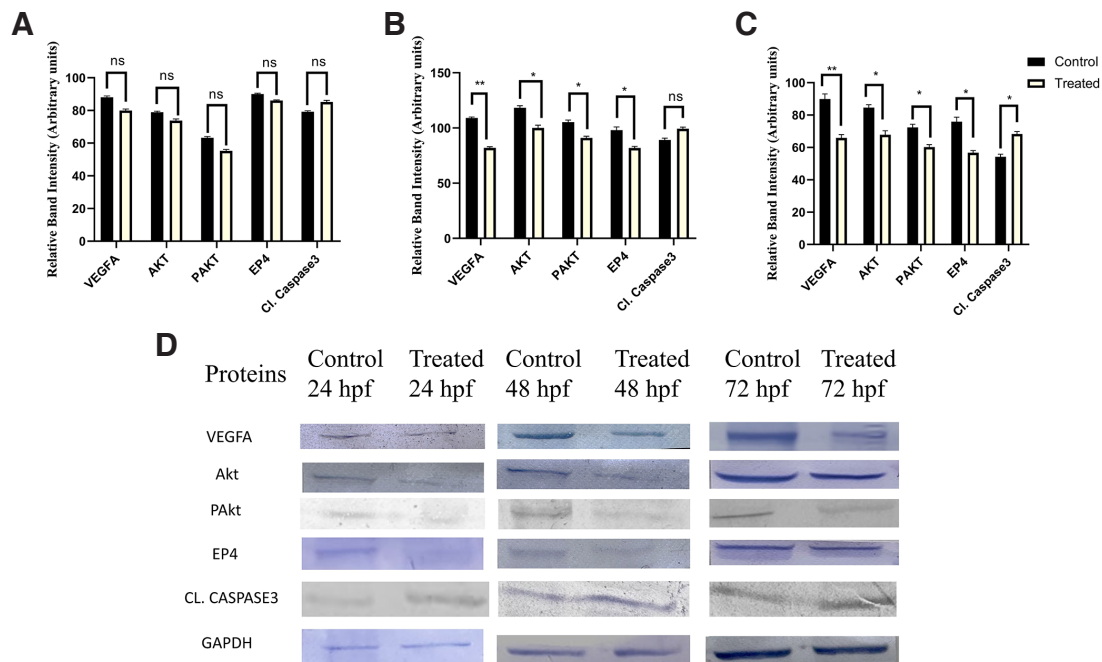 A
B
C
Relative Band Intensity (Arbitrary units)
100
80
60
40
20
0
ns
ns
ns
ns
ns
VEGFA
AKT
PAKT
EP4
Cl. Caspase3
Relative Band Intensity (Arbitrary units)
150
100
50
0
**
*
*
*
ns
VEGFA
AKT
PAKT
EP4
Cl. Caspase3
Relative Band Intensity (Arbitrary units)
100
80
60
40
20
0
**
*
*
*
*
VEGFA
AKT
PAKT
EP4
Cl. Caspase3
Control
Treated
D
Proteins
Control 24 hpf
Treated 24 hpf
Control 48 hpf
Treated 48 hpf
Control 72 hpf
Treated 72 hpf
VEGFA
Akt
PAkt
EP4
CL. CASPASE3
GAPDH